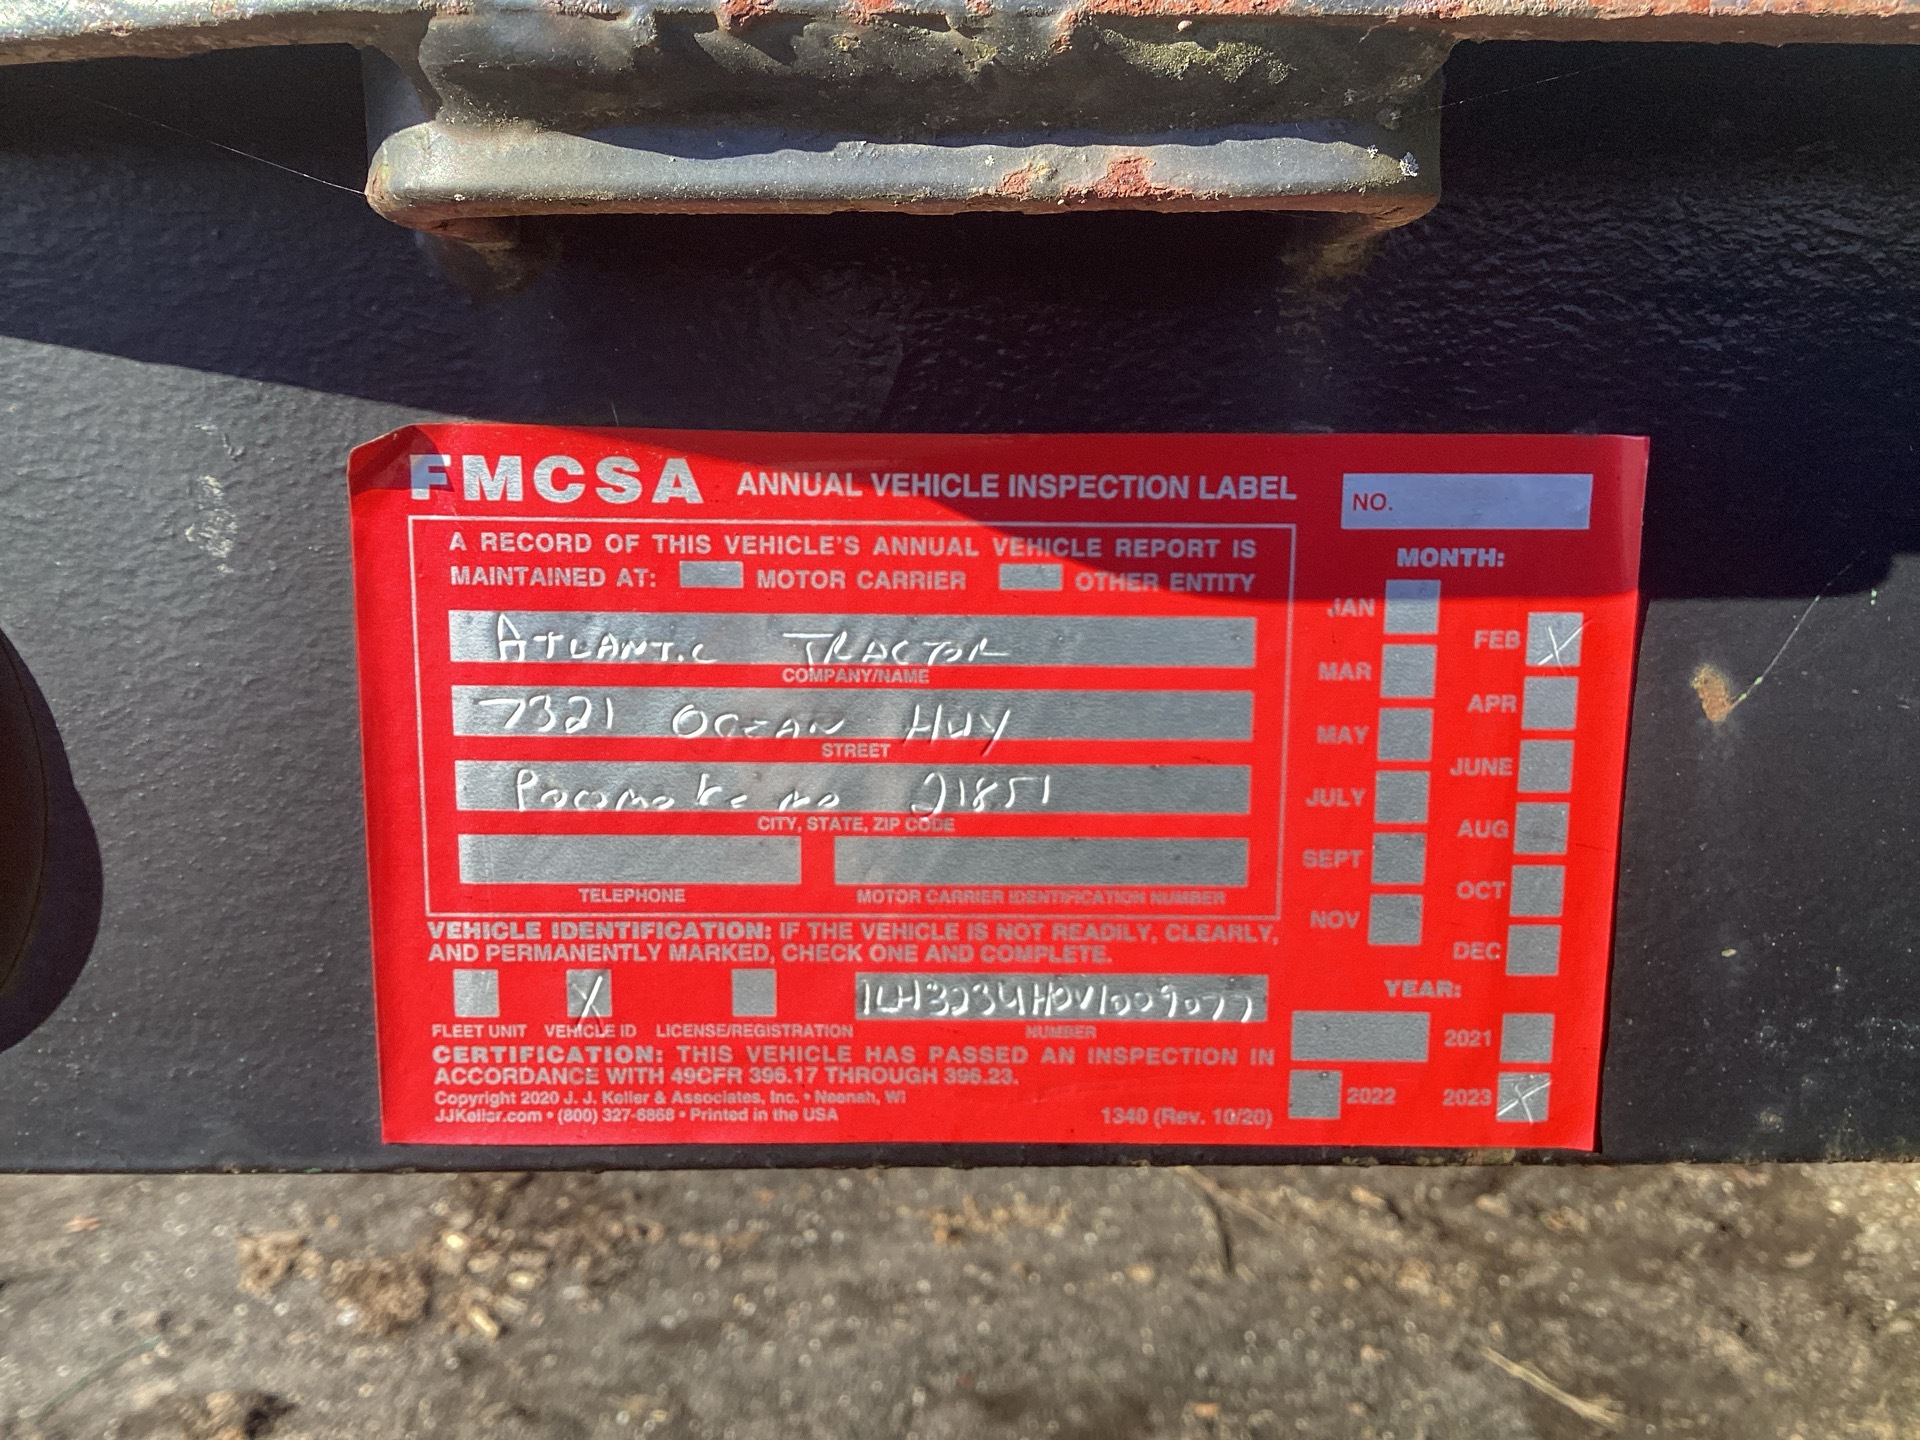 FMCSA ANNUAL VEHICLE INSPECTION LABEL
NO.
A RECORD OF THIS VEHICLE'S ANNUAL VEHICLE REPORT IS
MAINTAINED AT: MOTOR CARRIER OTHER ENTITY
ATLANTIC TRACTOR
COMPANY/NAME
7321 OCEAN HWY
STREET
Pocomoke MD 21851
CITY, STATE, ZIP CODE
TELEPHONE MOTOR CARRIER IDENTIFICATION NUMBER
VEHICLE IDENTIFICATION: IF THE VEHICLE IS NOT READILY, CLEARLY,
AND PERMANENTLY MARKED, CHECK ONE AND COMPLETE.
X 1LH323UH0V1009077
FLEET UNIT VEHICLE ID LICENSE/REGISTRATION NUMBER
CERTIFICATION: THIS VEHICLE HAS PASSED AN INSPECTION IN
ACCORDANCE WITH 49CFR 396.17 THROUGH 396.23.
Copyright 2020 J. J. Keller & Associates, Inc. • Neenah, WI
JJKeller.com • (800) 327-6868 • Printed in the USA 1340 (Rev. 10/20)
MONTH:
JAN
FEB X
MAR
APR
MAY
JUNE
JULY
AUG
SEPT
OCT
NOV
DEC
YEAR:
2021
2022 2023 X